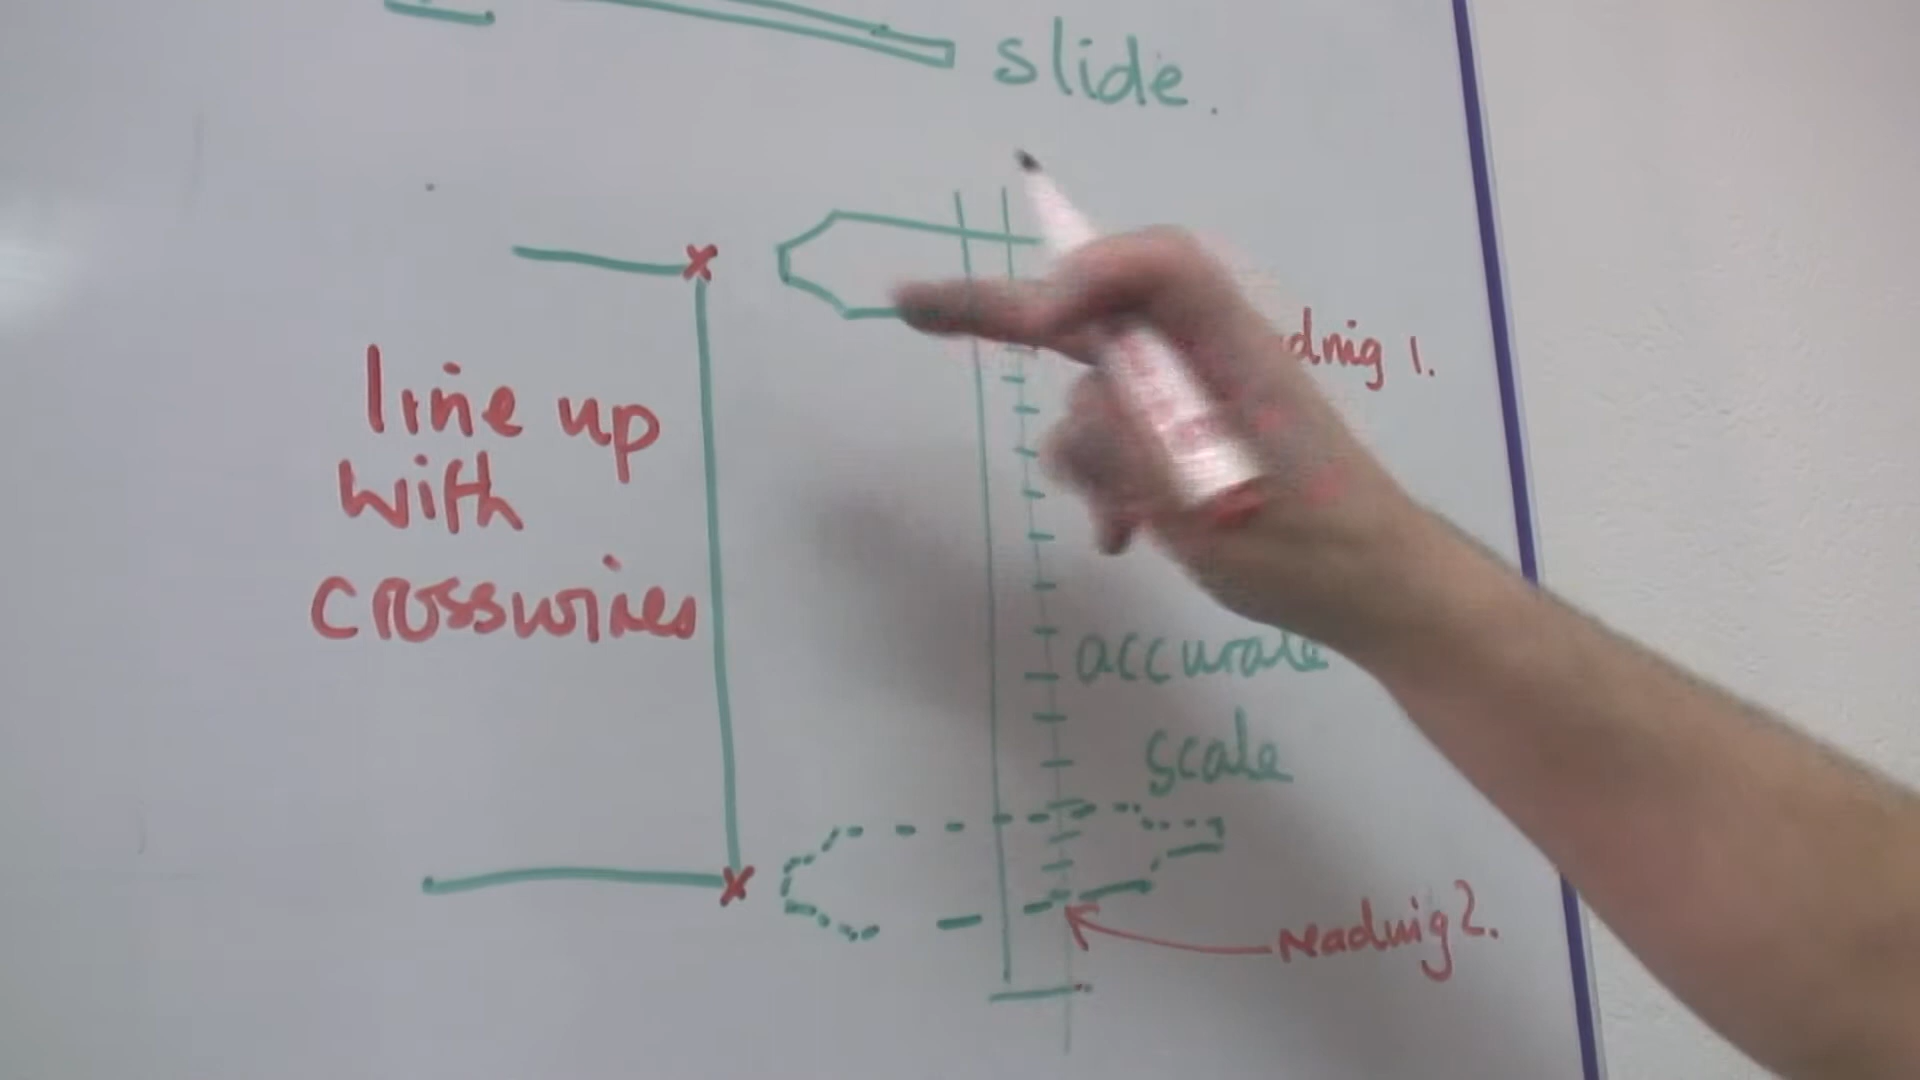 slide.
line up
with
crosswires
accurate
scale
reading 2.